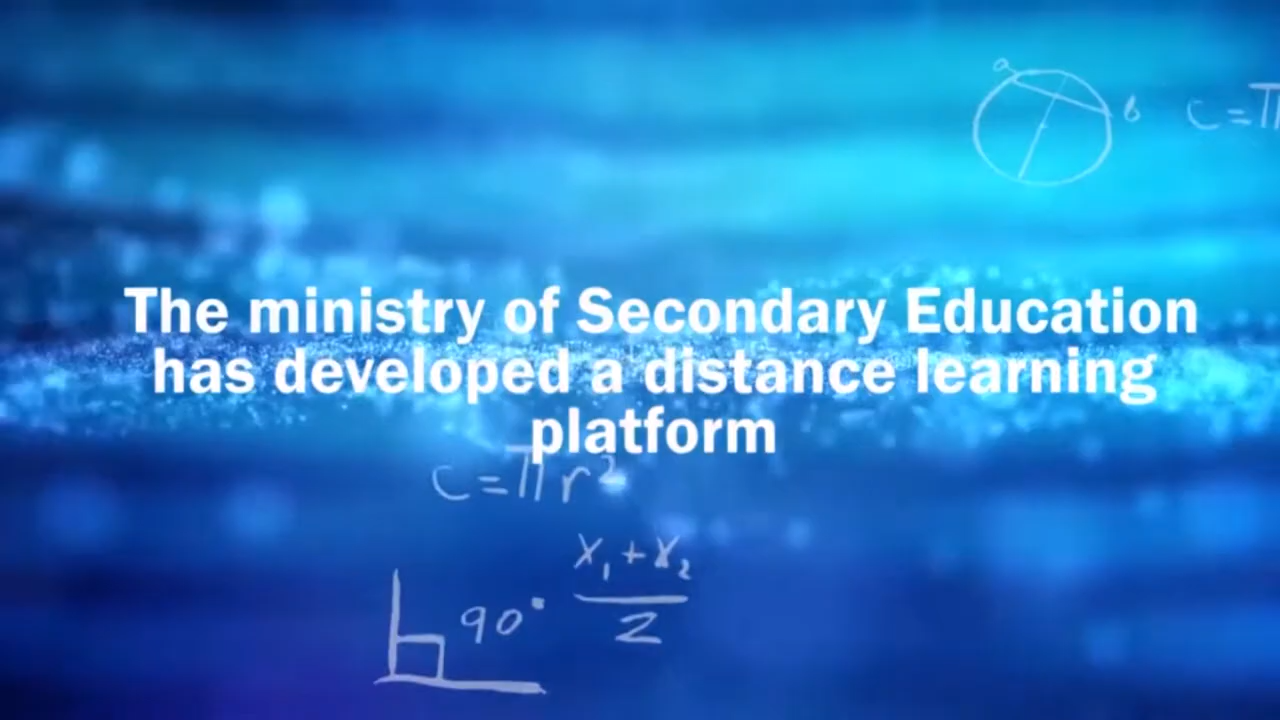 a
b C=π
The ministry of Secondary Education
has developed a distance learning
platform
C=πr²
X₁+X₂
90°
2